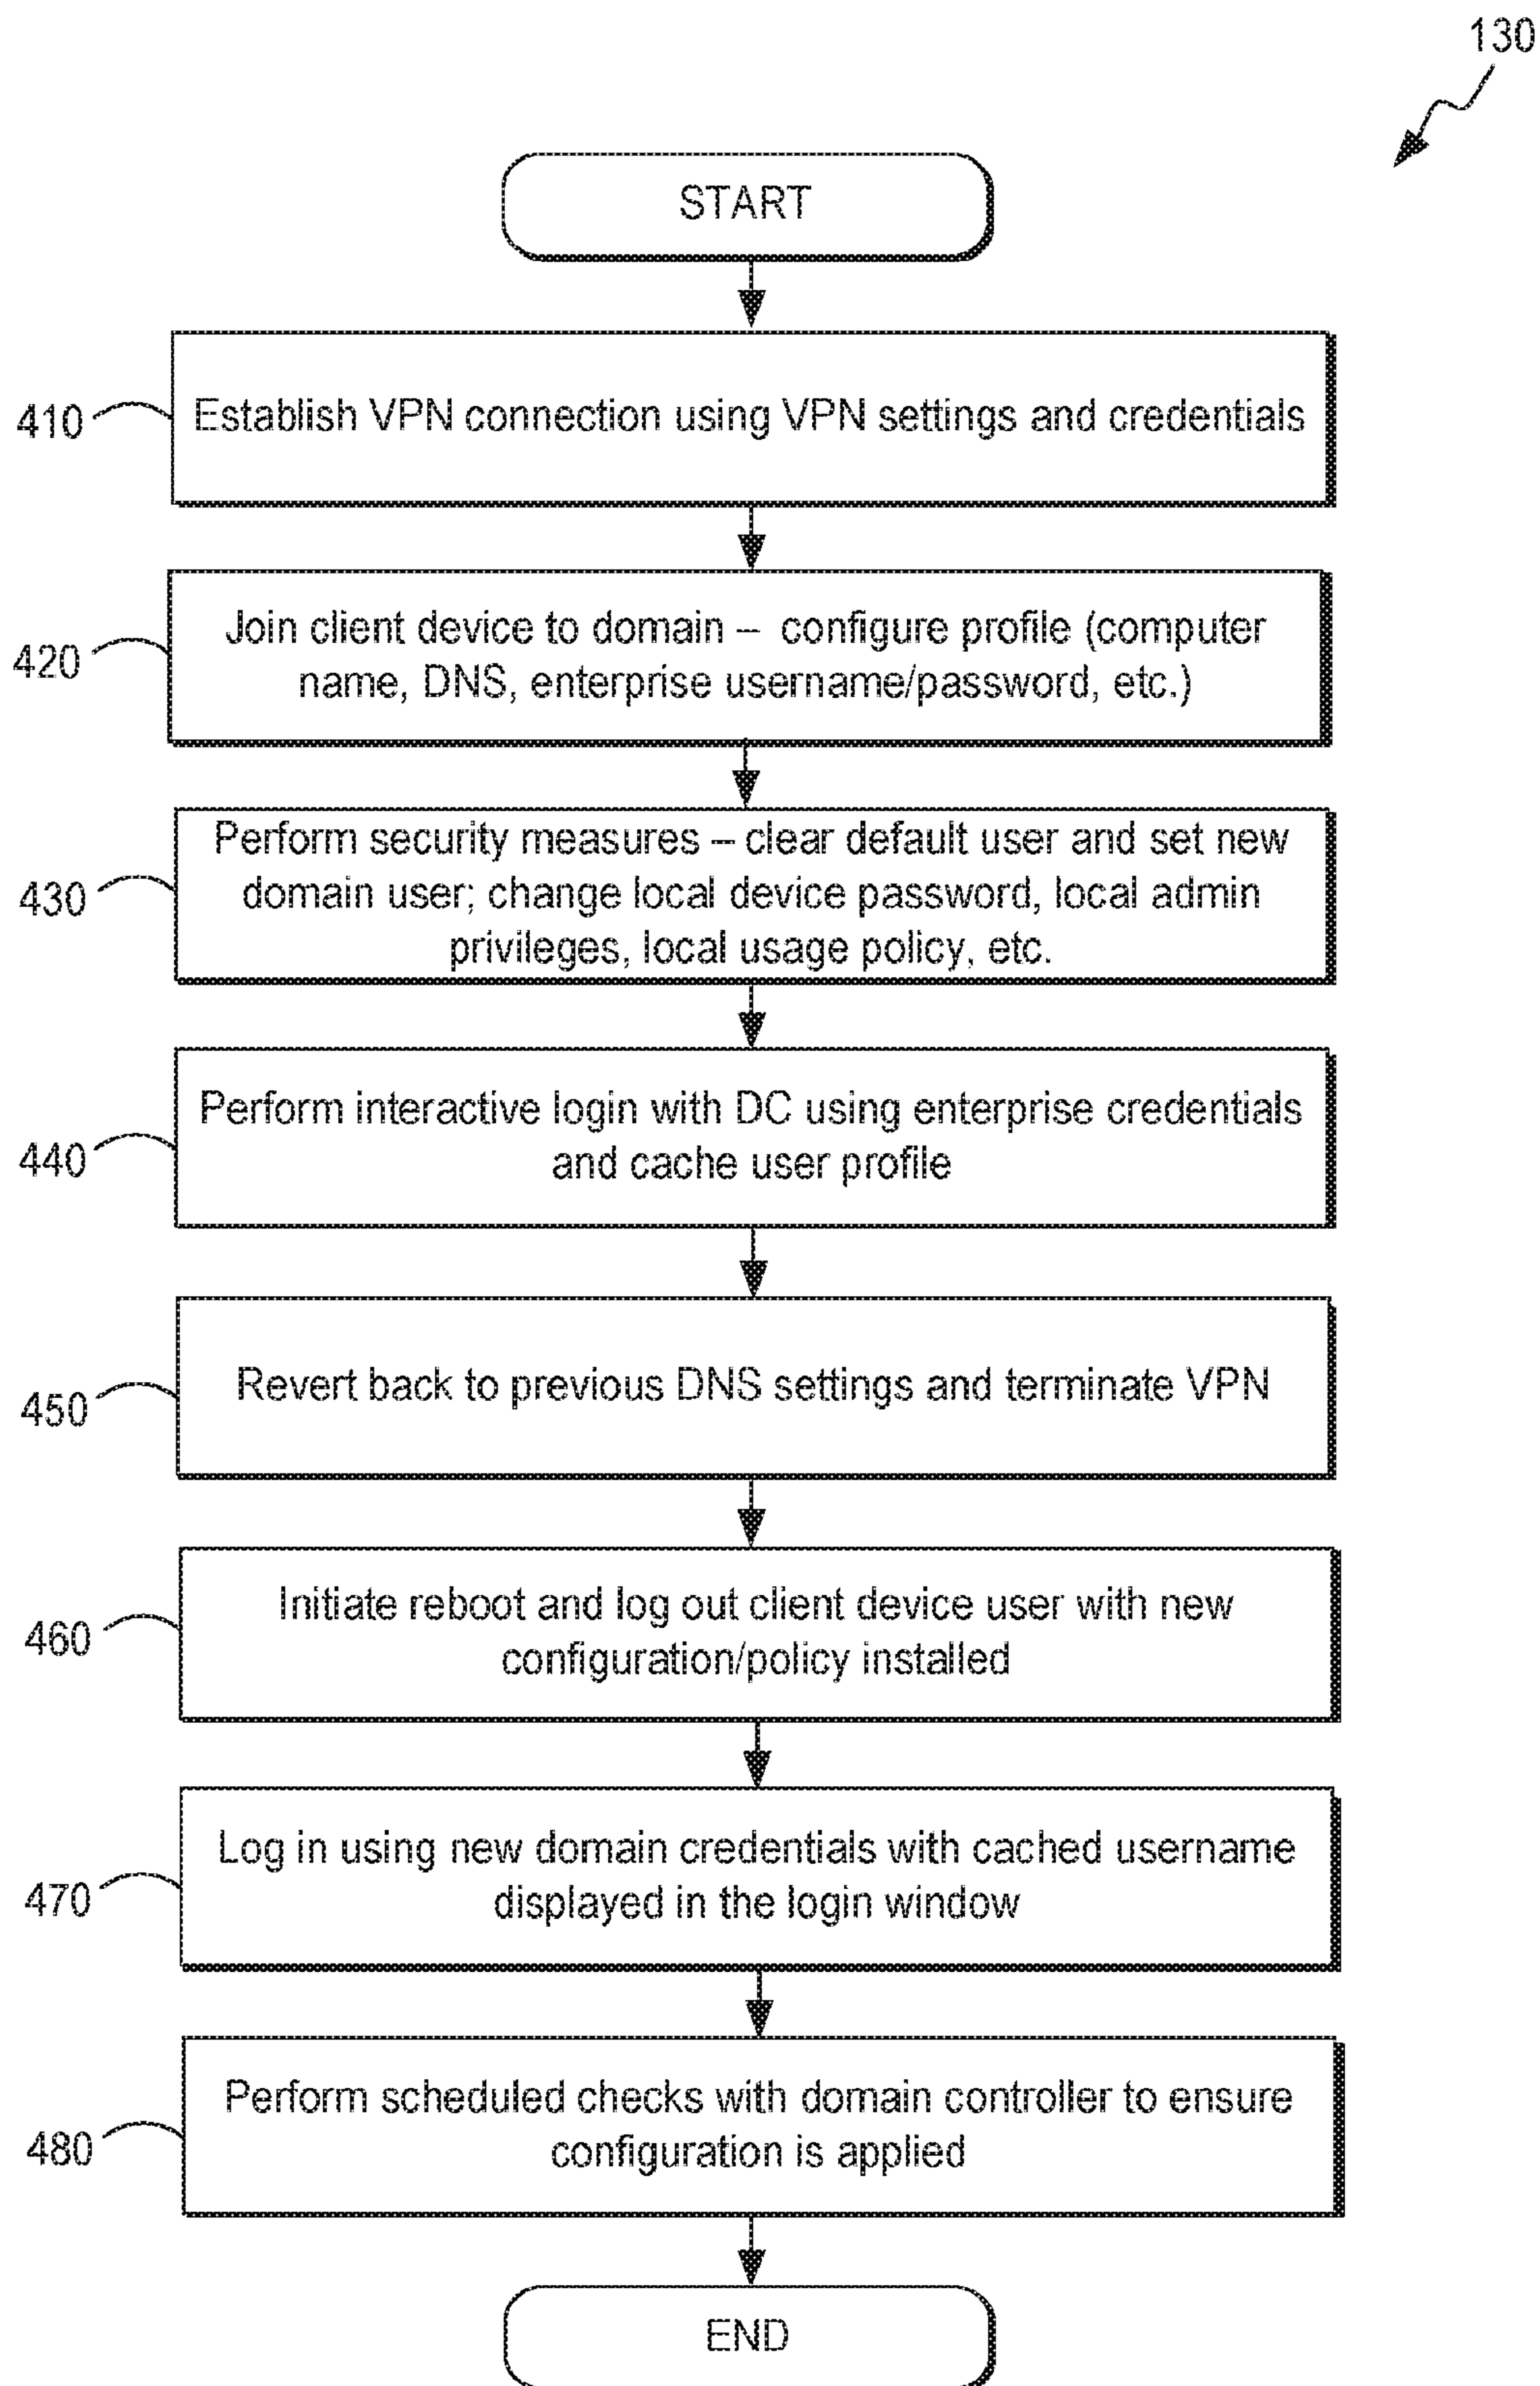 130
START
410
Establish VPN connection using VPN settings and credentials
420
Join client device to domain – configure profile (computer
name, DNS, enterprise username/password, etc.)
430
Perform security measures – clear default user and set new
domain user; change local device password, local admin
privileges, local usage policy, etc.
440
Perform interactive login with DC using enterprise credentials
and cache user profile
450
Revert back to previous DNS settings and terminate VPN
460
Initiate reboot and log out client device user with new
configuration/policy installed
470
Log in using new domain credentials with cached username
displayed in the login window
480
Perform scheduled checks with domain controller to ensure
configuration is applied
END